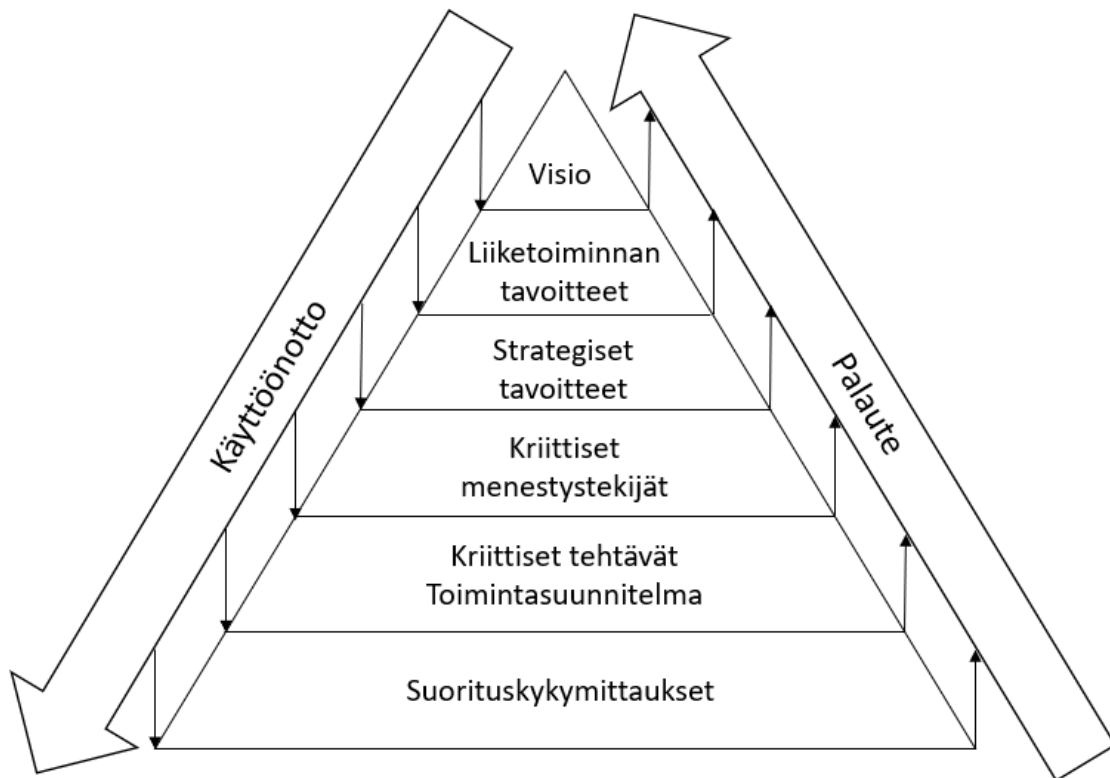 Visio
Liiketoiminnan
tavoitteet
Strategiset
tavoitteet
Kriittiset
menestystekijät
Kriittiset tehtävät
Toimintasuunnitelma
Suorituskykymittaukset
Käyttöönotto
Palaute